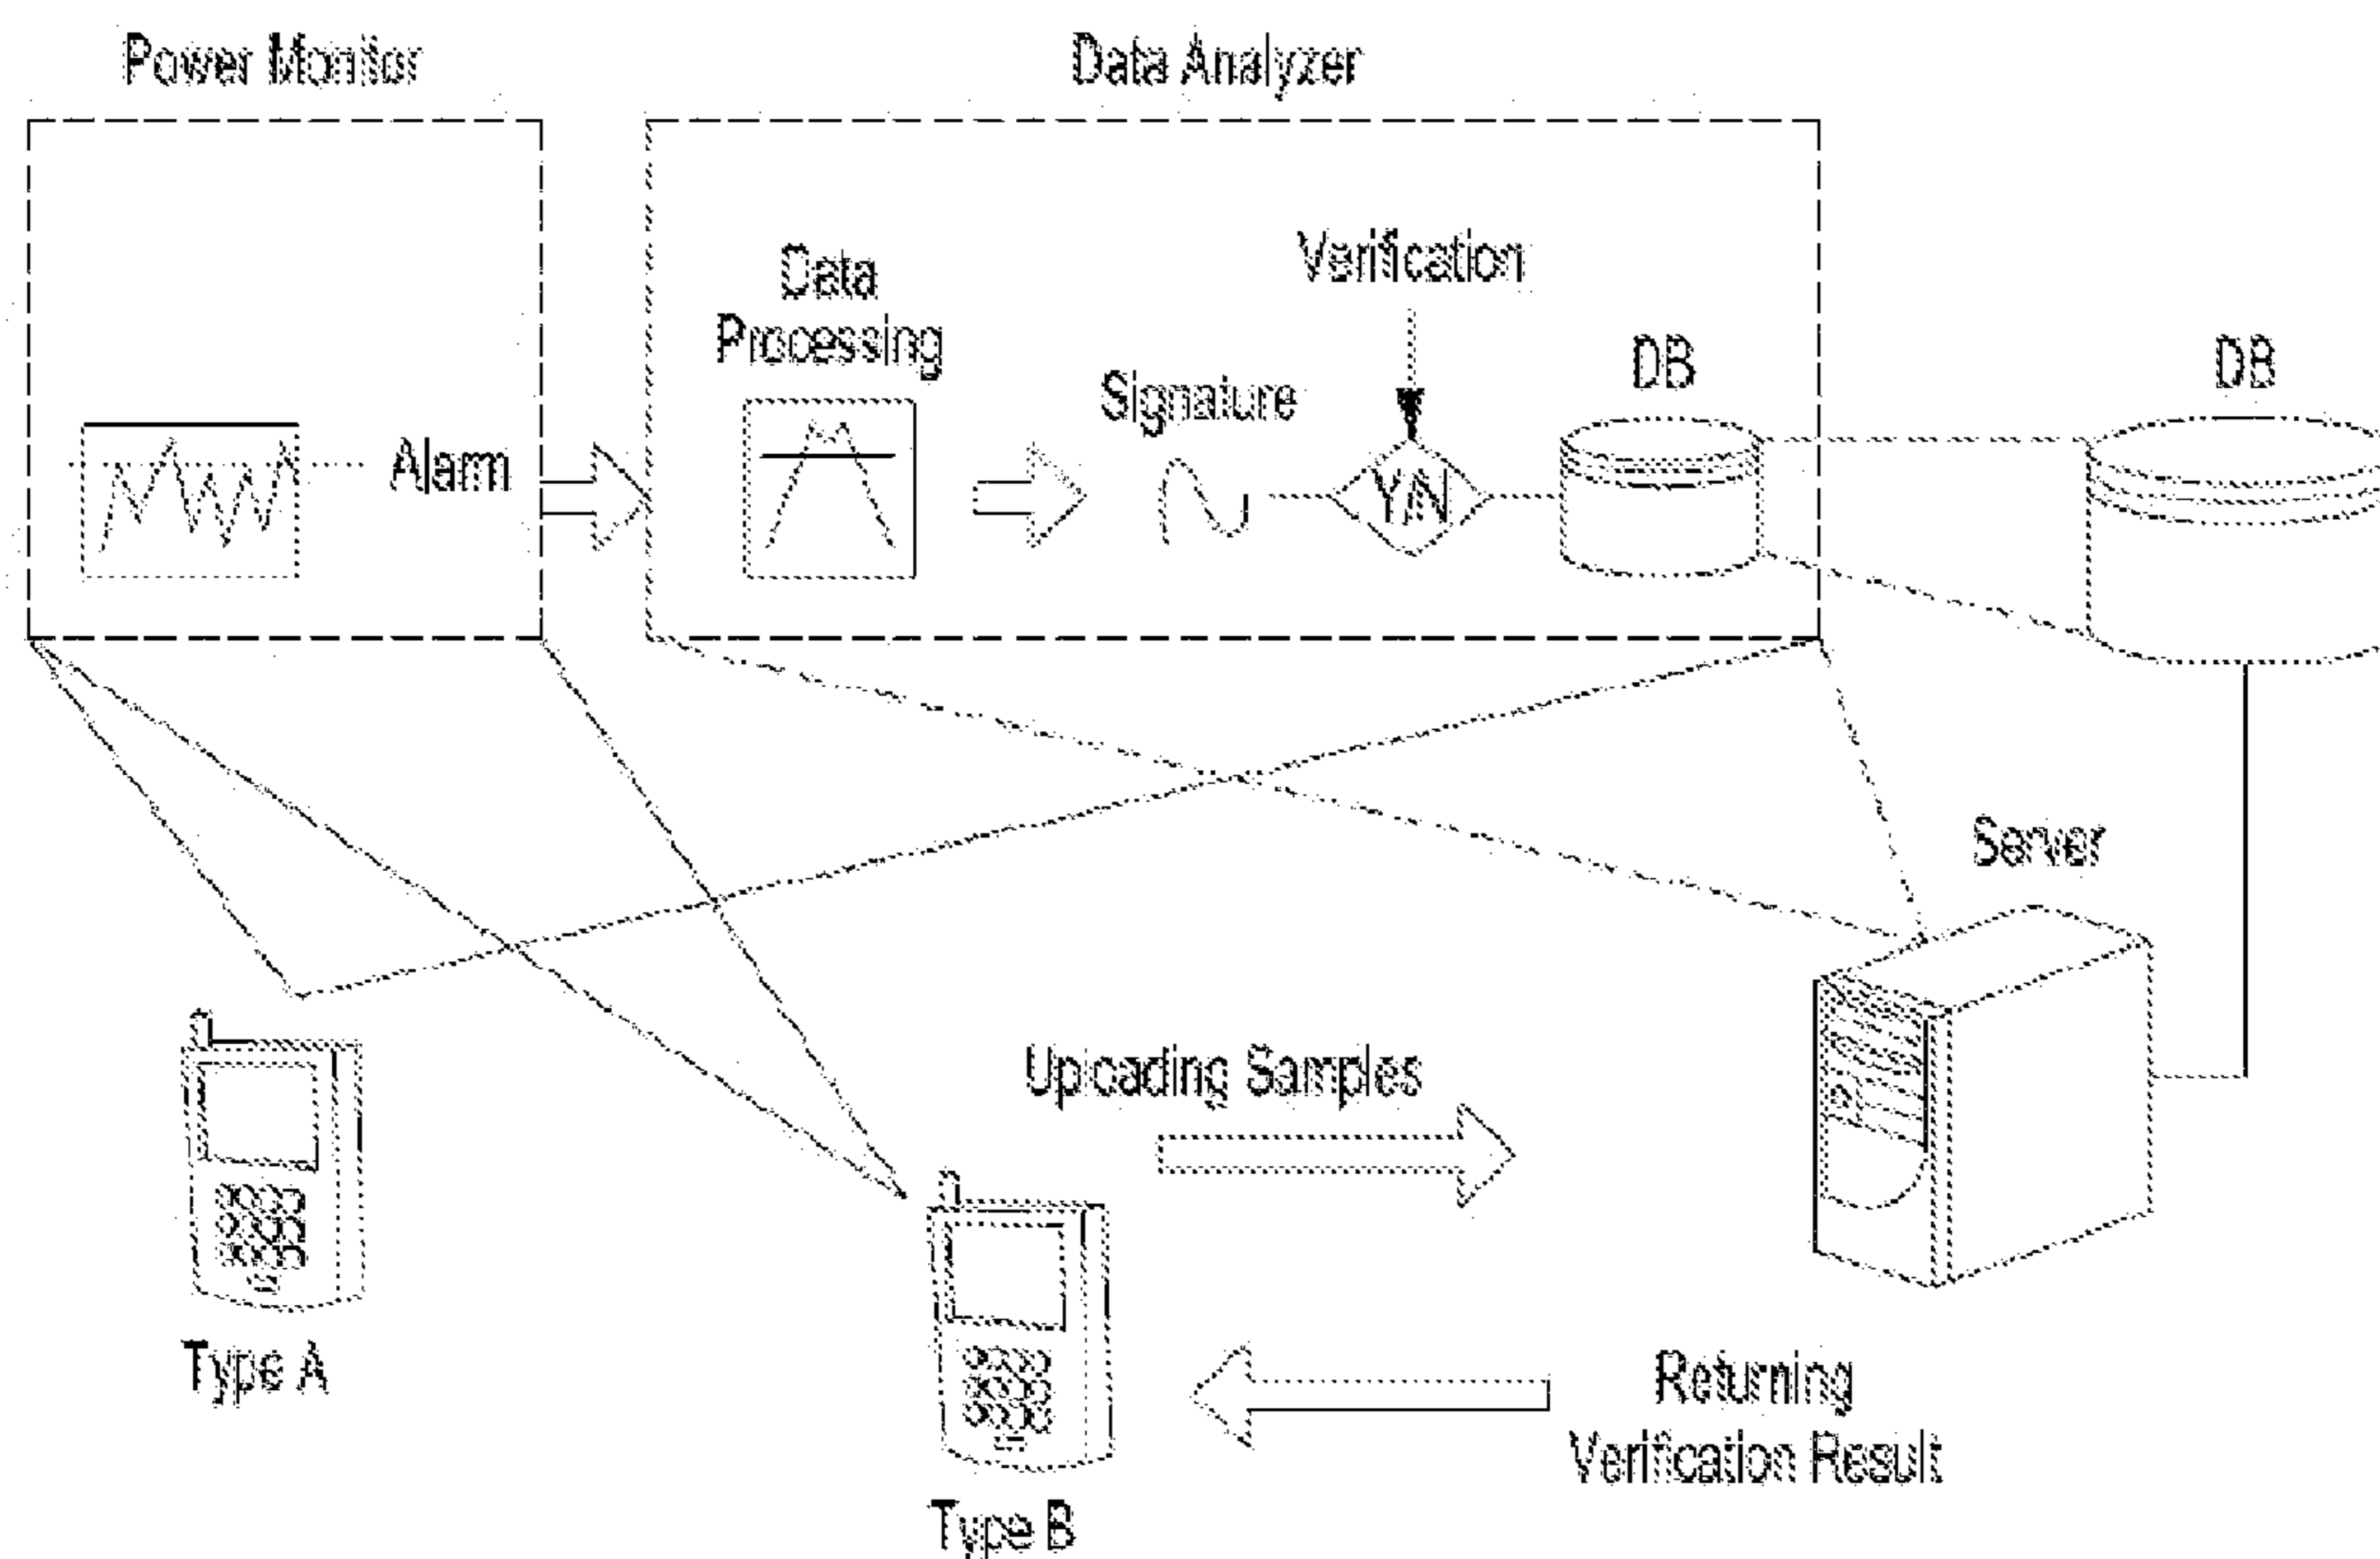 Power Monitor
Data Analyzer
Data
Processing
Verification
Signature
DB
DB
Alarm
Y/N
Server
Uploading Samples
Type A
Returning
Verification Result
Type B